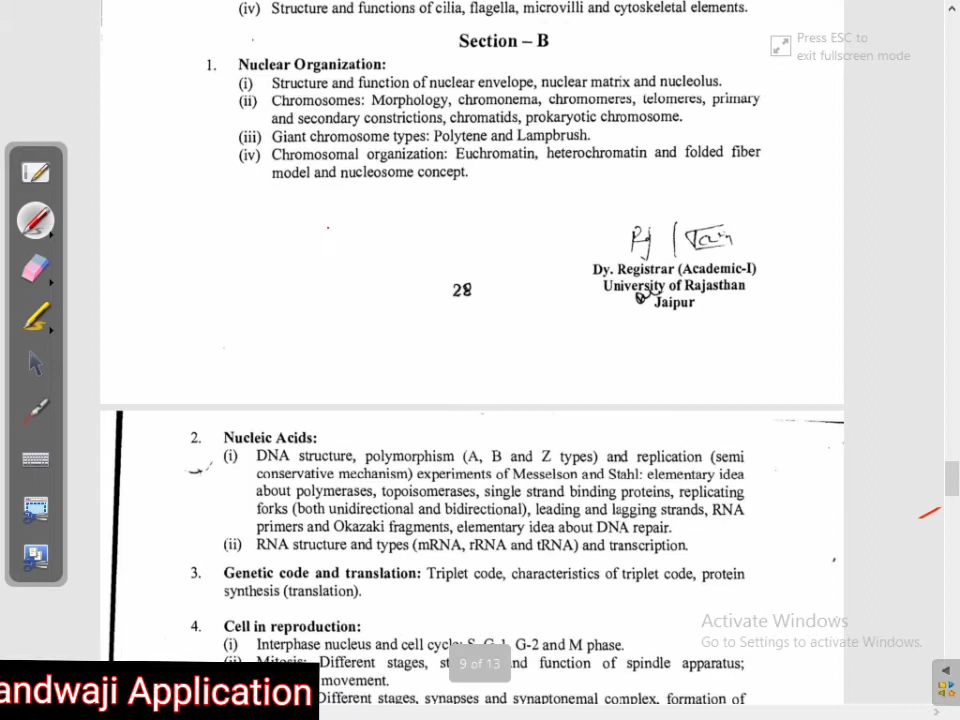 (iv) Structure and functions of cilia, flagella, microvilli and cytoskeletal elements.
Section – B
Press ESC to
exit fullscreen mode
1. Nuclear Organization:
(i) Structure and function of nuclear envelope, nuclear matrix and nucleolus.
(ii) Chromosomes: Morphology, chromonema, chromomeres, telomeres, primary
and secondary constrictions, chromatids, prokaryotic chromosome.
(iii) Giant chromosome types: Polytene and Lampbrush.
(iv) Chromosomal organization: Euchromatin, heterochromatin and folded fiber
model and nucleosome concept.
Dy. Registrar (Academic-I)
University of Rajasthan
Jaipur
28
2. Nucleic Acids:
(i) DNA structure, polymorphism (A, B and Z types) and replication (semi
conservative mechanism) experiments of Messelson and Stahl: elementary idea
about polymerases, topoisomerases, single strand binding proteins, replicating
forks (both unidirectional and bidirectional), leading and lagging strands, RNA
primers and Okazaki fragments, elementary idea about DNA repair.
(ii) RNA structure and types (mRNA, rRNA and tRNA) and transcription.
3. Genetic code and translation: Triplet code, characteristics of triplet code, protein
synthesis (translation).
4. Cell in reproduction:
(i) Interphase nucleus and cell cycle: S, G-1, G-2 and M phase.
(ii) Mitosis: Different stages, and function of spindle apparatus;
movement.
Different stages, synapses and synaptonemal complex, formation of
9 of 13
Activate Windows
Go to Settings to activate Windows.
andwaji Application